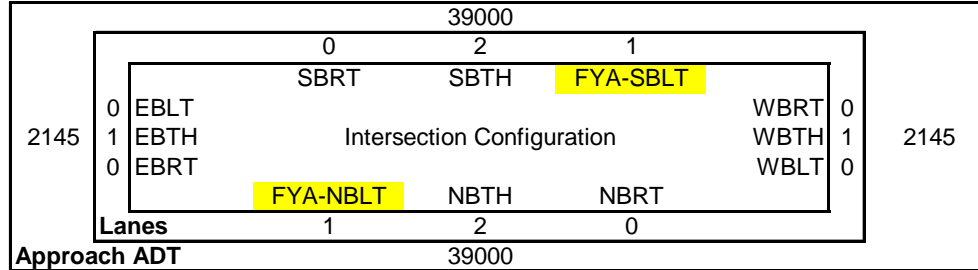 39000
0 2 1
SBRT SBTH FYA-SBLT
0 EBLT WBRT 0
2145 1 EBTH Intersection Configuration WBTH 1 2145
0 EBRT WBLT 0
FYA-NBLT NBTH NBRT
Lanes 1 2 0
Approach ADT 39000